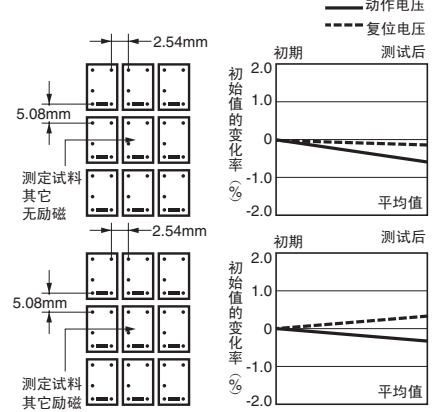 动作电压
复位电压
2.54mm
5.08mm
测定试料
其它
无励磁
初期
测试后
初始值的变化率(%)
2.0
1.0
0
-1.0
-2.0
平均值
2.54mm
5.08mm
测定试料
其它励磁
初期
测试后
初始值的变化率(%)
2.0
1.0
0
-1.0
-2.0
平均值